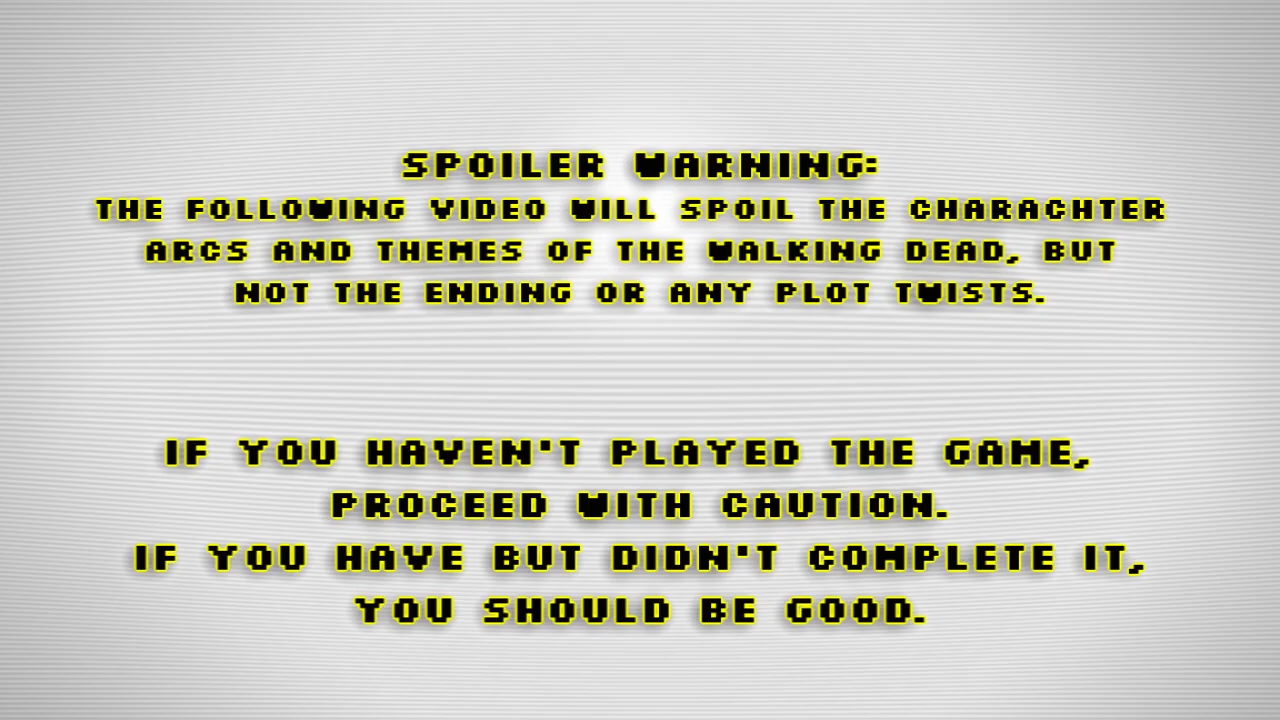 SPOILER WARNING:
THE FOLLOWING VIDEO WILL SPOIL THE CHARACHTER
ARCS AND THEMES OF THE WALKING DEAD, BUT
NOT THE ENDING OR ANY PLOT TWISTS.
IF YOU HAVEN'T PLAYED THE GAME,
PROCEED WITH CAUTION.
IF YOU HAVE BUT DIDN'T COMPLETE IT,
YOU SHOULD BE GOOD.